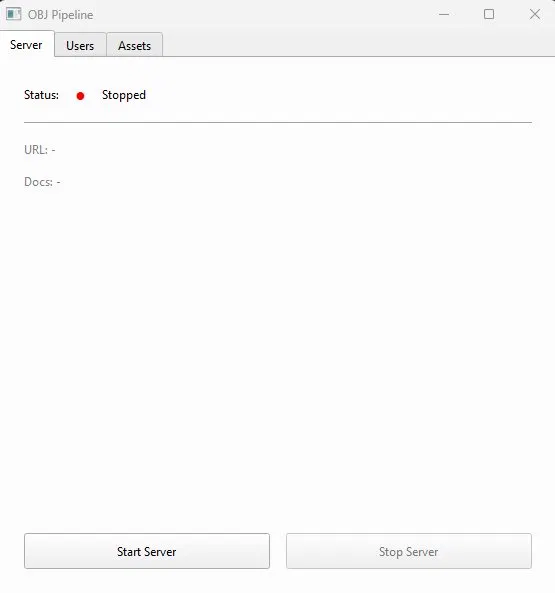 OBJ Pipeline
Server Users Assets
Status: Stopped
URL: -
Docs: -
Start Server Stop Server